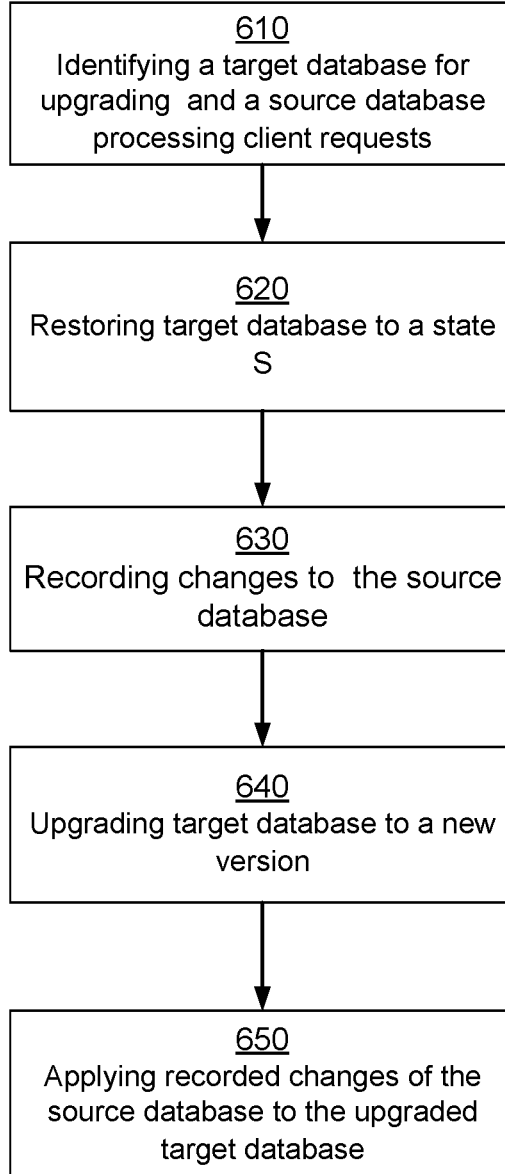 610
Identifying a target database for
upgrading and a source database
processing client requests
620
Restoring target database to a state
S
630
Recording changes to the source
database
640
Upgrading target database to a new
version
650
Applying recorded changes of the
source database to the upgraded
target database